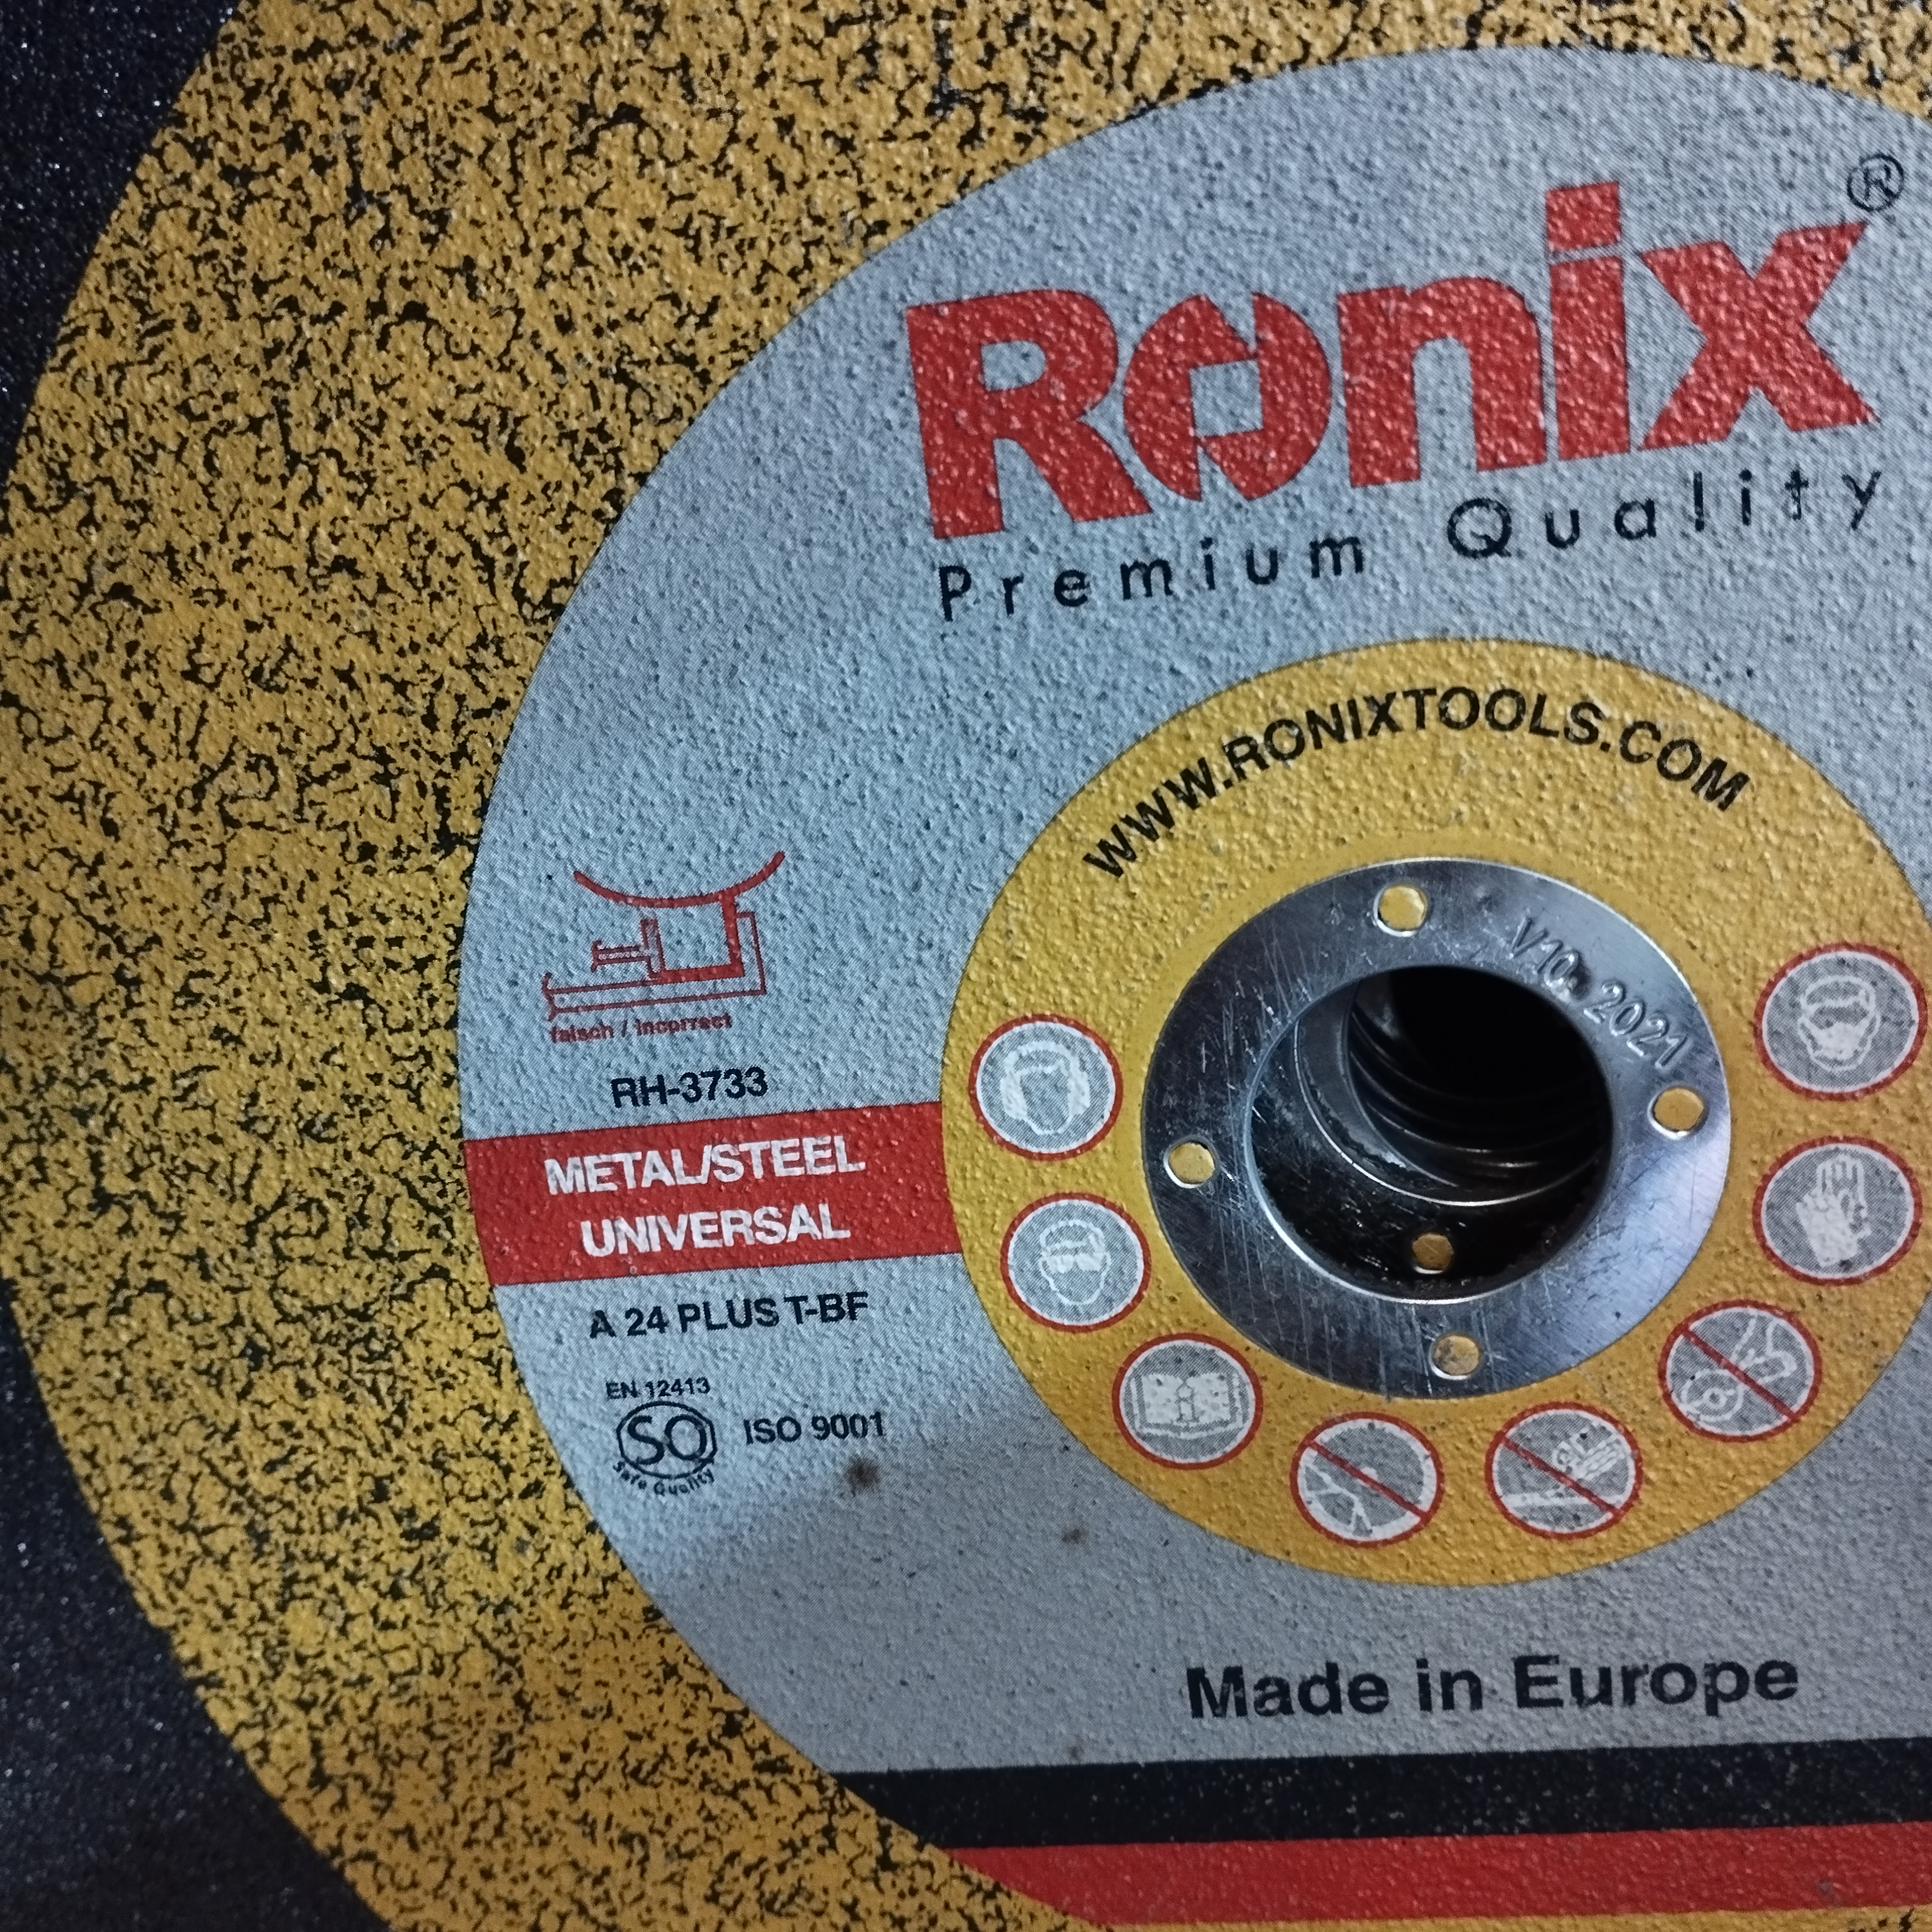 Ronix®
Premium Quality
WWW.RONIXTOOLS.COM
V10. 2021
falsch / incorrect
RH-3733
METAL/STEEL
UNIVERSAL
A 24 PLUS T-BF
EN 12413
SQ
Safe Quality
ISO 9001
Made in Europe